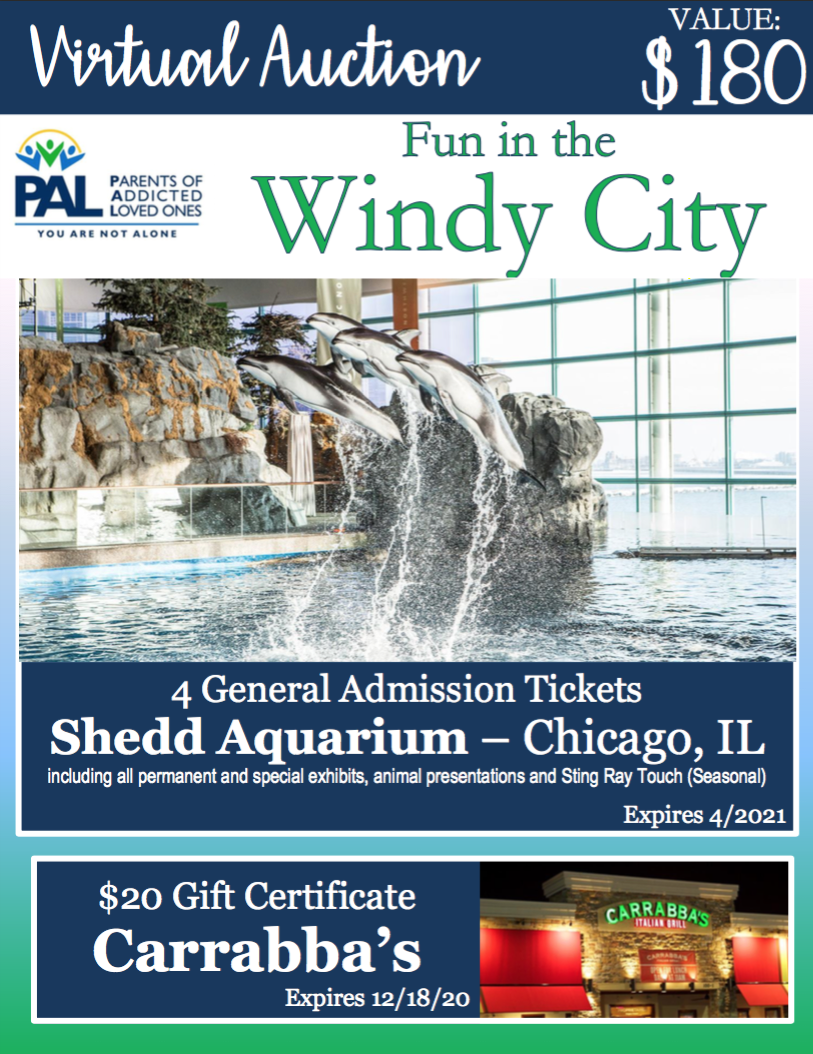 Virtual Auction
VALUE:
$180
PAL
PARENTS OF
ADDICTED
LOVED ONES
YOU ARE NOT ALONE
Fun in the
Windy City
4 General Admission Tickets
Shedd Aquarium – Chicago, IL
including all permanent and special exhibits, animal presentations and Sting Ray Touch (Seasonal)
Expires 4/2021
$20 Gift Certificate
Carrabba's
Expires 12/18/20
CARRABBA'S
ITALIAN GRILL
CARRABBA'S